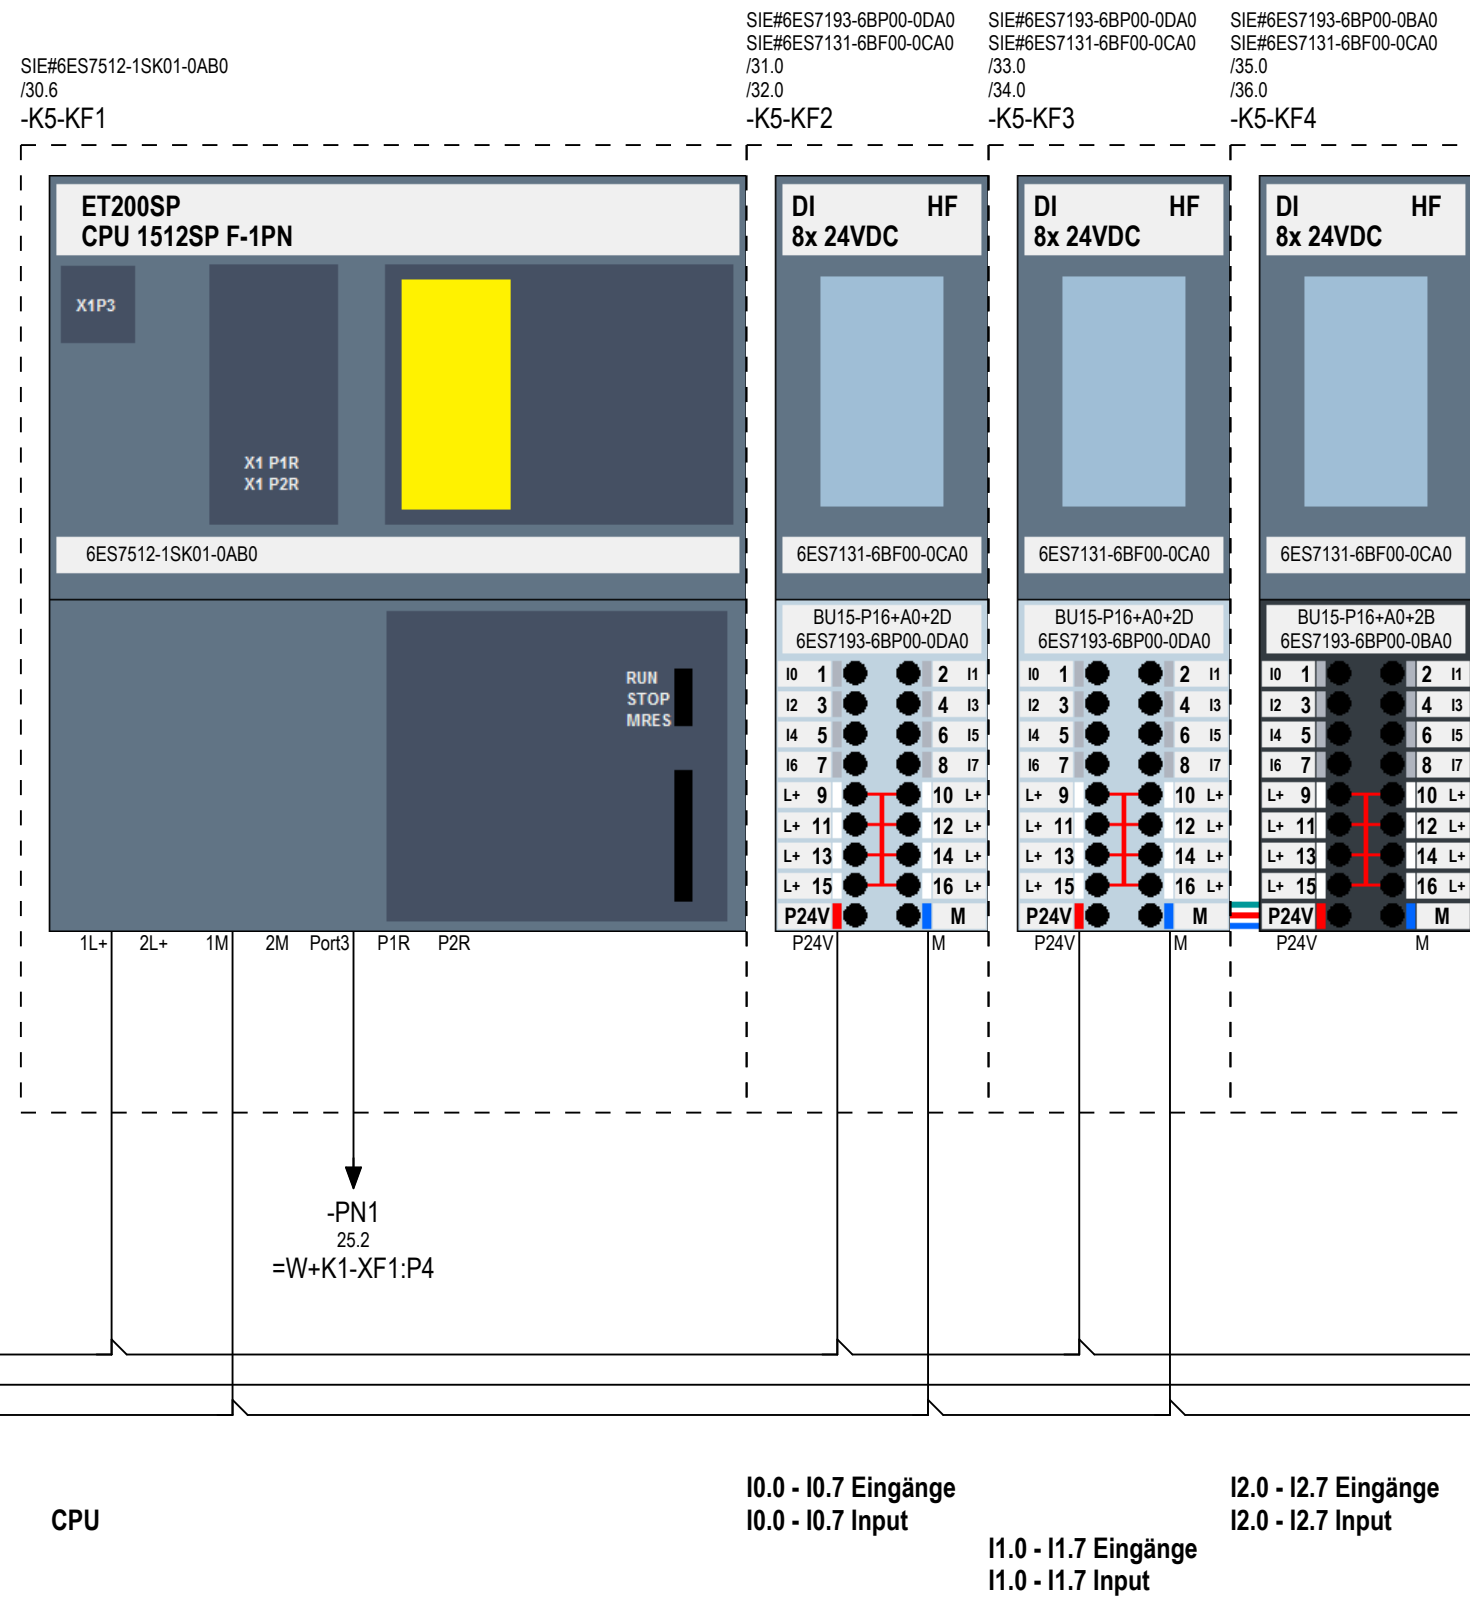 SIE#6ES7512-1SK01-0AB0
/30.6
-K5-KF1
SIE#6ES7193-6BP00-0DA0
SIE#6ES7131-6BF00-0CA0
/31.0
/32.0
-K5-KF2
SIE#6ES7193-6BP00-0DA0
SIE#6ES7131-6BF00-0CA0
/33.0
/34.0
-K5-KF3
SIE#6ES7193-6BP00-0BA0
SIE#6ES7131-6BF00-0CA0
/35.0
/36.0
-K5-KF4
ET200SP
CPU 1512SP F-1PN
X1P3
X1 P1R
X1 P2R
6ES7512-1SK01-0AB0
RUN
STOP
MRES
1L+ 2L+ 1M 2M Port3 P1R P2R
DI HF
8x 24VDC
6ES7131-6BF00-0CA0
BU15-P16+A0+2D
6ES7193-6BP00-0DA0
I0 1 2 I1
I2 3 4 I3
I4 5 6 I5
I6 7 8 I7
L+ 9 10 L+
L+ 11 12 L+
L+ 13 14 L+
L+ 15 16 L+
P24V M
P24V M
DI HF
8x 24VDC
6ES7131-6BF00-0CA0
BU15-P16+A0+2D
6ES7193-6BP00-0DA0
I0 1 2 I1
I2 3 4 I3
I4 5 6 I5
I6 7 8 I7
L+ 9 10 L+
L+ 11 12 L+
L+ 13 14 L+
L+ 15 16 L+
P24V M
P24V M
DI HF
8x 24VDC
6ES7131-6BF00-0CA0
BU15-P16+A0+2B
6ES7193-6BP00-0BA0
I0 1 2 I1
I2 3 4 I3
I4 5 6 I5
I6 7 8 I7
L+ 9 10 L+
L+ 11 12 L+
L+ 13 14 L+
L+ 15 16 L+
P24V M
P24V M
-PN1
25.2
=W+K1-XF1:P4
CPU
I0.0 - I0.7 Eingänge
I0.0 - I0.7 Input
I1.0 - I1.7 Eingänge
I1.0 - I1.7 Input
I2.0 - I2.7 Eingänge
I2.0 - I2.7 Input